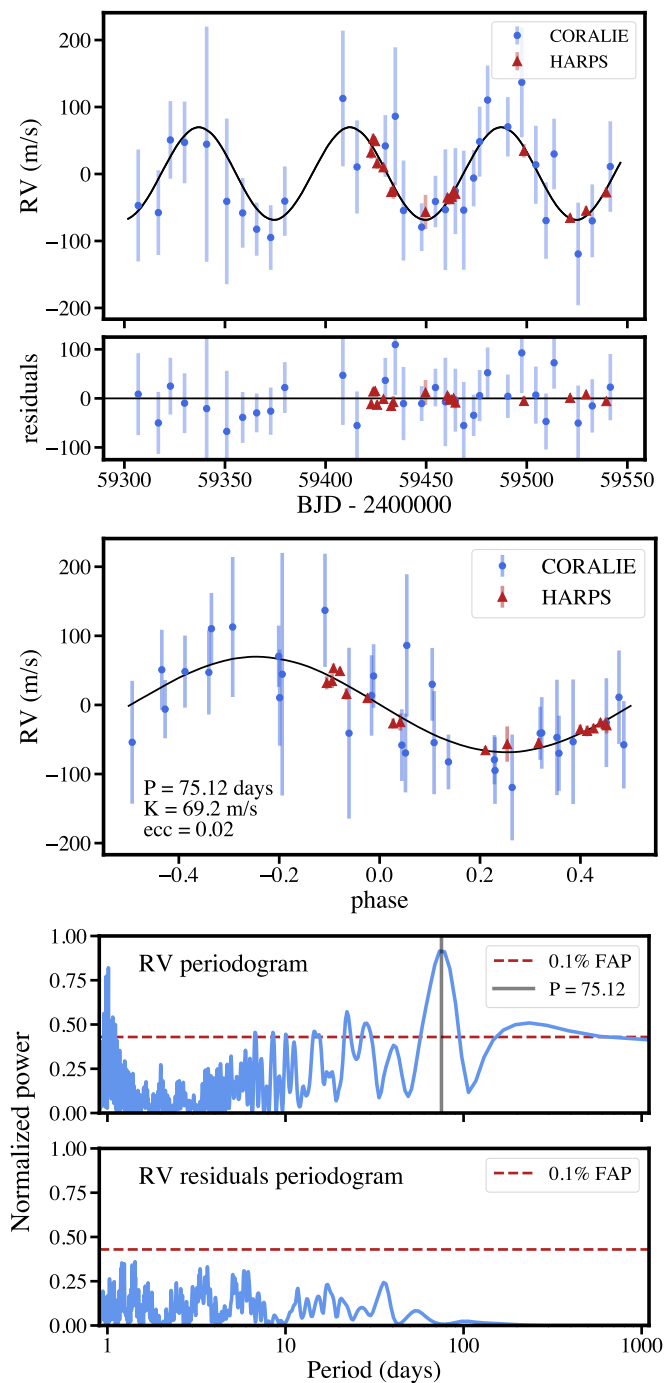 200
100
0
−100
−200
RV (m/s)
CORALIE
HARPS
100
0
−100
residuals
59300
59350
59400
59450
59500
59550
BJD - 2400000
200
100
0
−100
−200
RV (m/s)
CORALIE
HARPS
P = 75.12 days
K = 69.2 m/s
ecc = 0.02
−0.4
−0.2
0.0
0.2
0.4
phase
Normalized power
1.00
0.75
0.50
0.25
0.00
RV periodogram
0.1% FAP
P = 75.12
1.00
0.75
0.50
0.25
0.00
RV residuals periodogram
0.1% FAP
1
10
100
1000
Period (days)